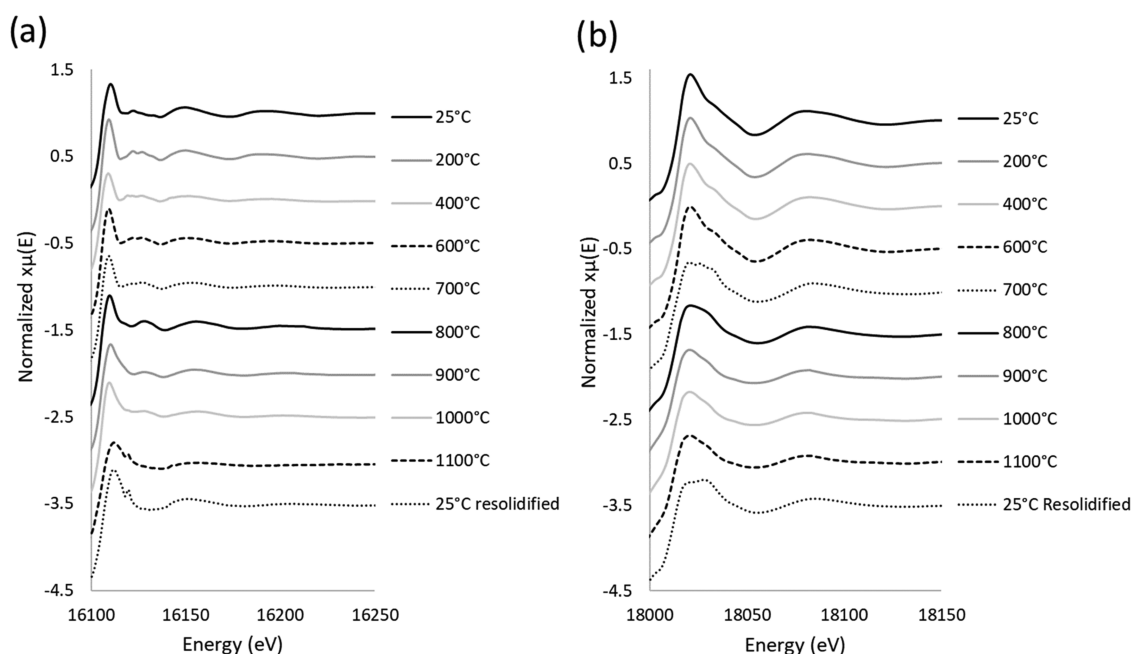 (a)
(b)
Normalized xμ(E)
1.5
0.5
-0.5
-1.5
-2.5
-3.5
-4.5
16100
16150
16200
16250
Energy (eV)
25°C
200°C
400°C
600°C
700°C
800°C
900°C
1000°C
1100°C
25°C resolidified
Normalized xμ(E)
1.5
0.5
-0.5
-1.5
-2.5
-3.5
-4.5
18000
18050
18100
18150
Energy (eV)
25°C
200°C
400°C
600°C
700°C
800°C
900°C
1000°C
1100°C
25°C Resolidified